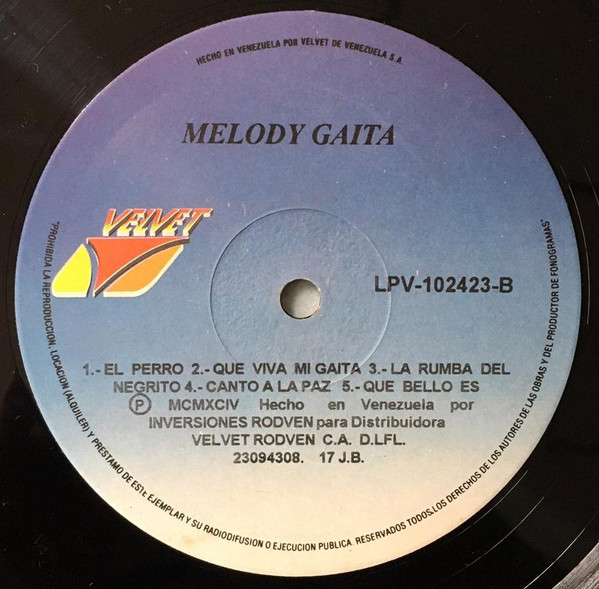 HECHO EN VENEZUELA POR VELVET DE VENEZUELA S.A.
MELODY GAITA
VELVET
LPV-102423-B
1.- EL PERRO 2.- QUE VIVA MI GAITA 3.- LA RUMBA DEL
NEGRITO 4.- CANTO A LA PAZ 5.- QUE BELLO ES
Ⓟ MCMXCIV Hecho en Venezuela por
INVERSIONES RODVEN para Distribuidora
VELVET RODVEN C.A. D.LFL.
23094308. 17 J.B.
"PROHIBIDA LA REPRODUCCION, LOCACION (ALQUILER) Y PRESTAMO DE ESTE EJEMPLAR Y SU RADIODIFUSION O EJECUCION PUBLICA. RESERVADOS TODOS LOS DERECHOS DE LOS AUTORES DE LAS OBRAS Y DEL PRODUCTOR DE FONOGRAMAS"